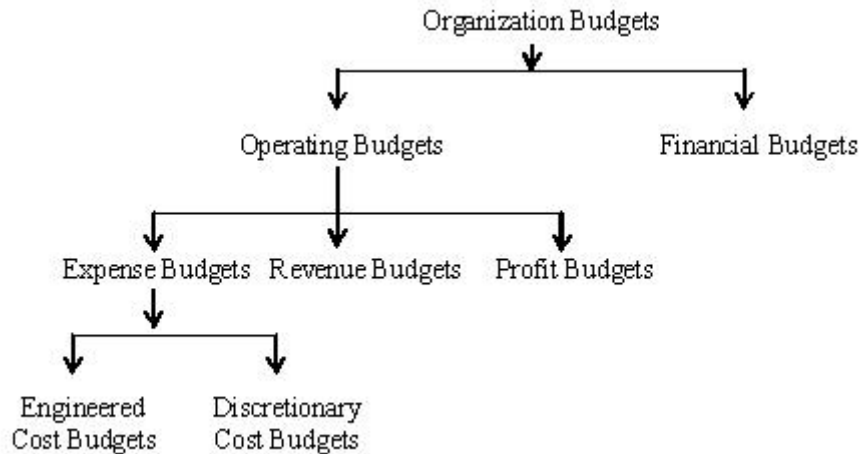 Organization Budgets
Operating Budgets
Financial Budgets
Expense Budgets
Revenue Budgets
Profit Budgets
Engineered
Cost Budgets
Discretionary
Cost Budgets